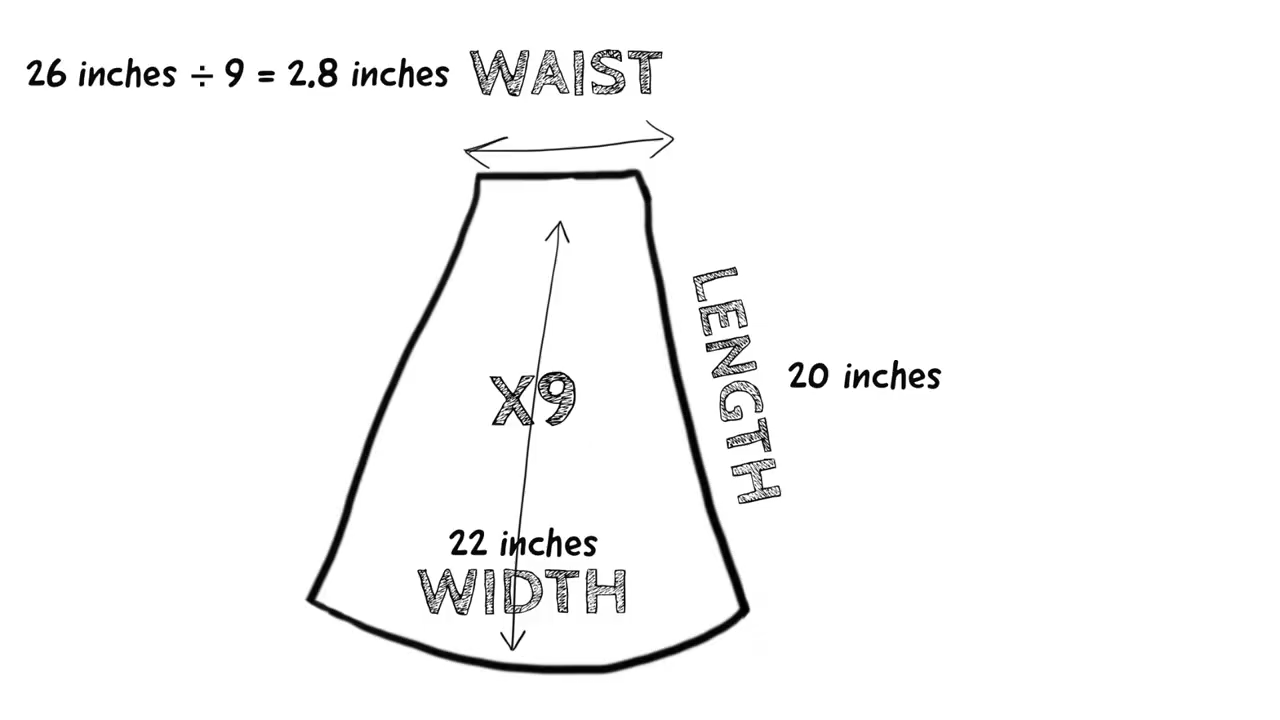 26 inches ÷ 9 = 2.8 inches WAIST
LENGTH
20 inches
X9
22 inches
WIDTH